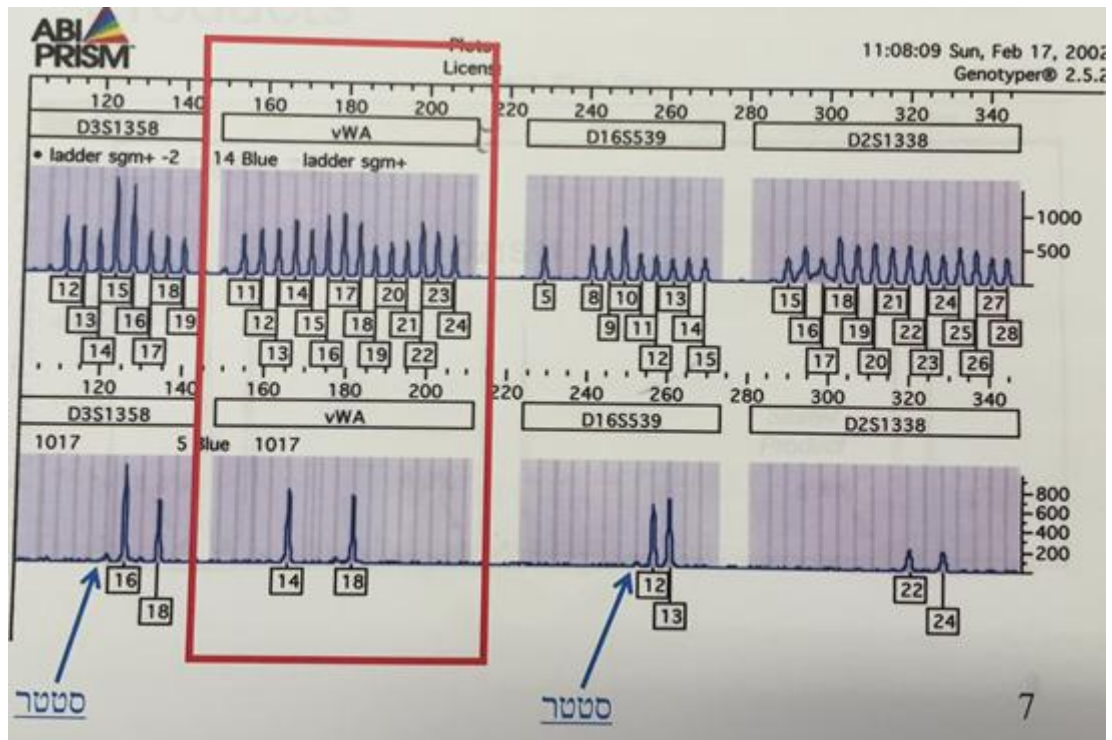 ABI
PRISM
11:08:09 Sun, Feb 17, 2002
Licens
Genotyper® 2.5.2
120 140 160 180 200 220 240 260 280 300 320 340
D3S1358 vWA D16S539 D2S1338
• ladder sgm+ -2 14 Blue ladder sgm+
1000
500
12 15 18 11 14 17 20 23 5 8 10 13 15 18 21 24 27
13 16 19 12 15 18 21 24 9 11 14 16 19 22 25 28
14 17 13 16 19 22 12 15 17 20 23 26
120 140 160 180 200 220 240 260 280 300 320 340
D3S1358 vWA D16S539 D2S1338
1017 5 Blue 1017
800
600
400
200
16 14 18 12 22
18 13 24
סטטר סטטר
7